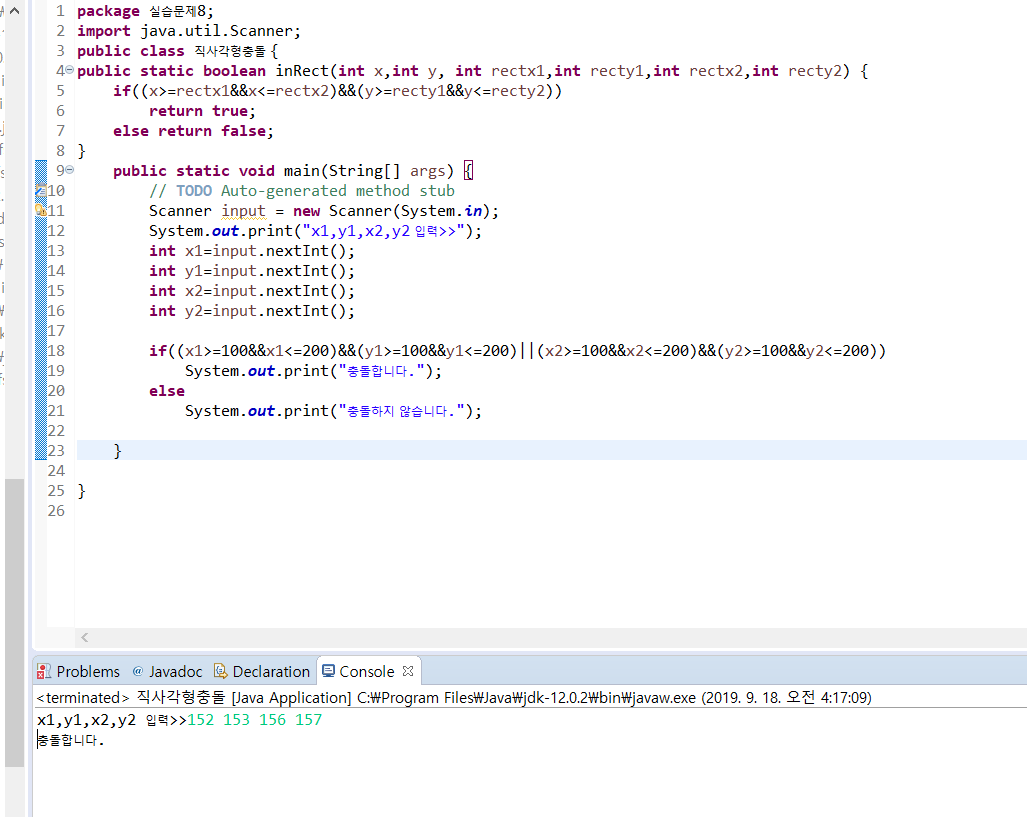 1 package 실습문제8;
2 import java.util.Scanner;
3 public class 직사각형충돌 {
4 public static boolean inRect(int x,int y, int rectx1,int recty1,int rectx2,int recty2) {
5     if((x>=rectx1&&x<=rectx2)&&(y>=recty1&&y<=recty2))
6         return true;
7     else return false;
8 }
9     public static void main(String[] args) {
10         // TODO Auto-generated method stub
11         Scanner input = new Scanner(System.in);
12         System.out.print("x1,y1,x2,y2 입력>>");
13         int x1=input.nextInt();
14         int y1=input.nextInt();
15         int x2=input.nextInt();
16         int y2=input.nextInt();
17
18         if((x1>=100&&x1<=200)&&(y1>=100&&y1<=200)||(x2>=100&&x2<=200)&&(y2>=100&&y2<=200))
19             System.out.print("충돌합니다.");
20         else
21             System.out.print("충돌하지 않습니다.");
22
23     }
24
25 }
26
Problems @ Javadoc Declaration Console
<terminated> 직사각형충돌 [Java Application] C:₩Program Files₩Java₩jdk-12.0.2₩bin₩javaw.exe (2019. 9. 18. 오전 4:17:09)
x1,y1,x2,y2 입력>>152 153 156 157
충돌합니다.